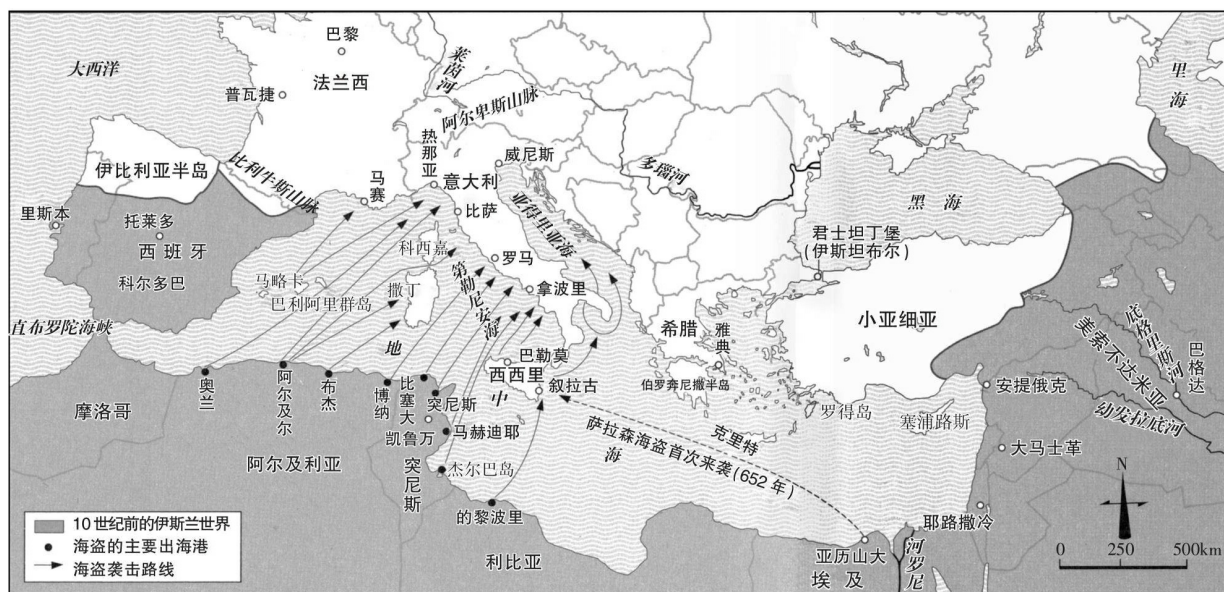 巴黎
大西洋
法兰西
莱茵河
里海
普瓦捷
阿尔卑斯山脉
热那亚
威尼斯
多瑙河
伊比利亚半岛
比利牛斯山脉
马赛
意大利
亚得里亚海
黑海
里斯本
托莱多
比萨
君士坦丁堡
(伊斯坦布尔)
西班牙
科西嘉
罗马
第勒尼安海
科尔多巴
马略卡
巴利阿里群岛
撒丁
拿波里
小亚细亚
底格里斯河
美索不达米亚
巴格达
直布罗陀海峡
希腊
雅典
地
中
海
巴勒莫
西西里
叙拉古
伯罗奔尼撒半岛
安提俄克
幼发拉底河
摩洛哥
奥兰
阿尔及尔
布杰
博纳
比塞大
突尼斯
凯鲁万
马赫迪耶
罗得岛
塞浦路斯
克里特
萨拉森海盗首次来袭(652年)
大马士革
阿尔及利亚
突尼斯
杰尔巴岛
的黎波里
耶路撒冷
利比亚
亚历山大
埃及
河罗尼
N
0 250 500km
10世纪前的伊斯兰世界
海盗的主要出海港
海盗袭击路线